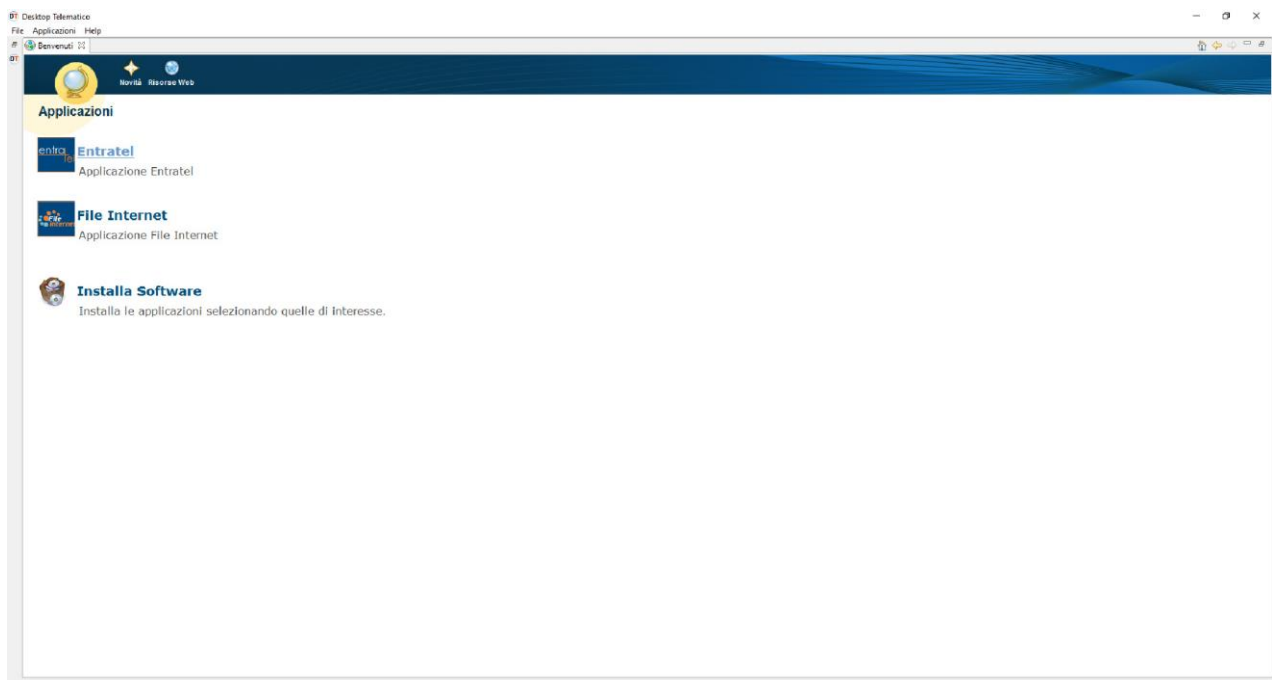 Desktop Telematico
File Applicazioni Help
Benvenuti
Novità Risorse Web
Applicazioni
Entratel
Applicazione Entratel
File Internet
Applicazione File Internet
Installa Software
Installa le applicazioni selezionando quelle di interesse.